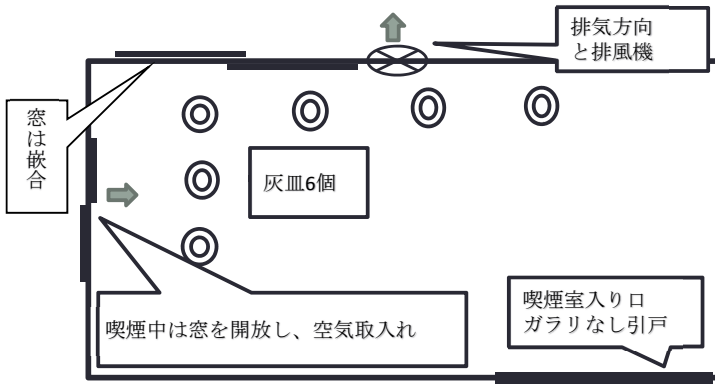 排気方向
と排風機
窓は嵌合
灰皿6個
喫煙中は窓を開放し、空気取入れ
喫煙室入り口
ガラリなし引戸